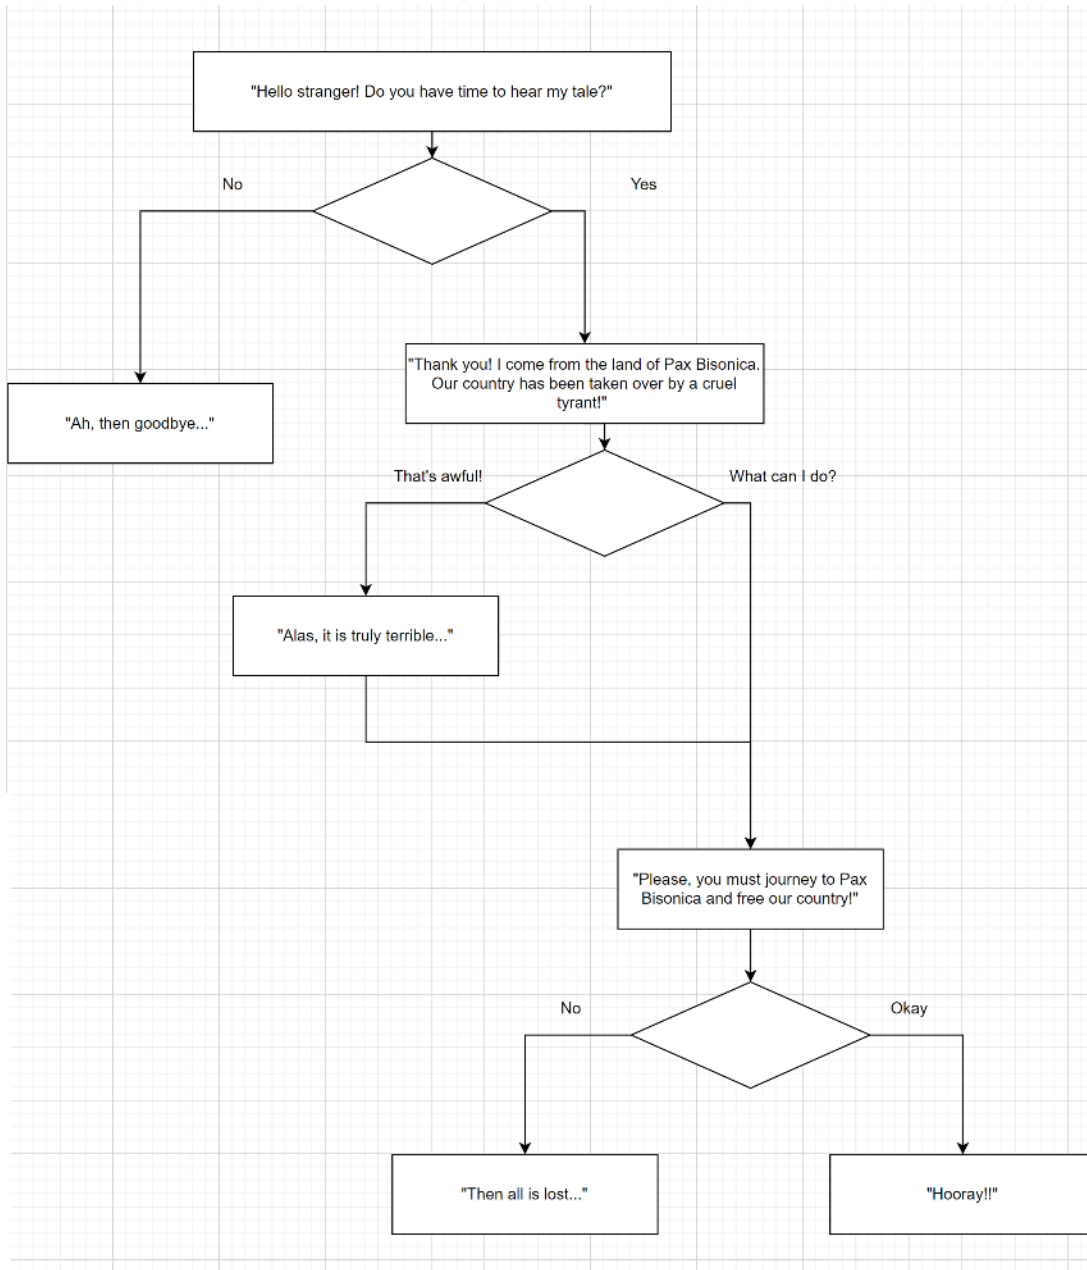 "Hello stranger! Do you have time to hear my tale?"
No
Yes
"Thank you! I come from the land of Pax Bisonica.
Our country has been taken over by a cruel
tyrant!"
"Ah, then goodbye..."
That's awful!
What can I do?
"Alas, it is truly terrible..."
"Please, you must journey to Pax
Bisonica and free our country!"
No
Okay
"Then all is lost..."
"Hooray!!"